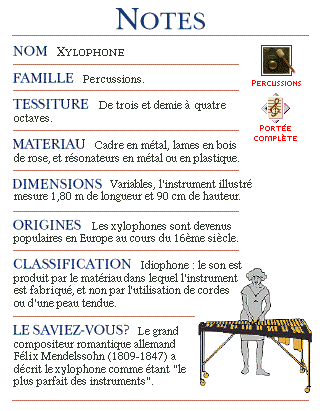 NOTES
NOM XYLOPHONE
FAMILLE Percussions.
PERCUSSIONS
TESSITURE De trois et demie à quatre
octaves.
PORTÉE
COMPLÈTE
MATERIAU Cadre en métal, lames en bois
de rose, et résonateurs en métal ou en plastique.
DIMENSIONS Variables, l'instrument illustré
mesure 1,80 m de longueur et 90 cm de hauteur.
ORIGINES Les xylophones sont devenus
populaires en Europe au cours du 16ème siècle.
CLASSIFICATION Idiophone : le son est
produit par le matériau dans lequel l'instrument
est fabriqué, et non par l'utilisation de cordes
ou d'une peau tendue.
LE SAVIEZ-VOUS? Le grand
compositeur romantique allemand
Félix Mendelssohn (1809-1847) a
décrit le xylophone comme étant "le
plus parfait des instruments".